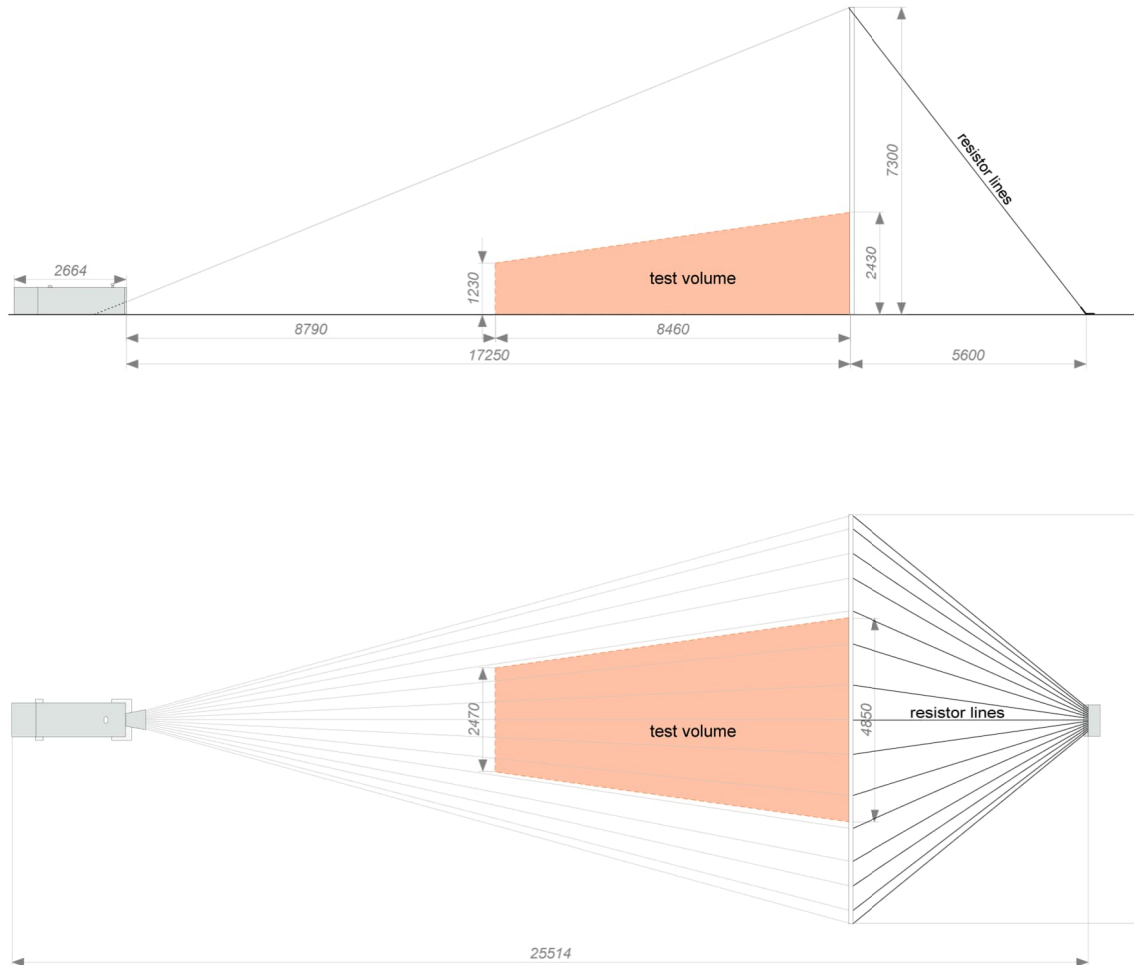 resistor lines
7300
2430
1230
2664
test volume
8790
8460
17250
5600
2470
test volume
4850
resistor lines
25514